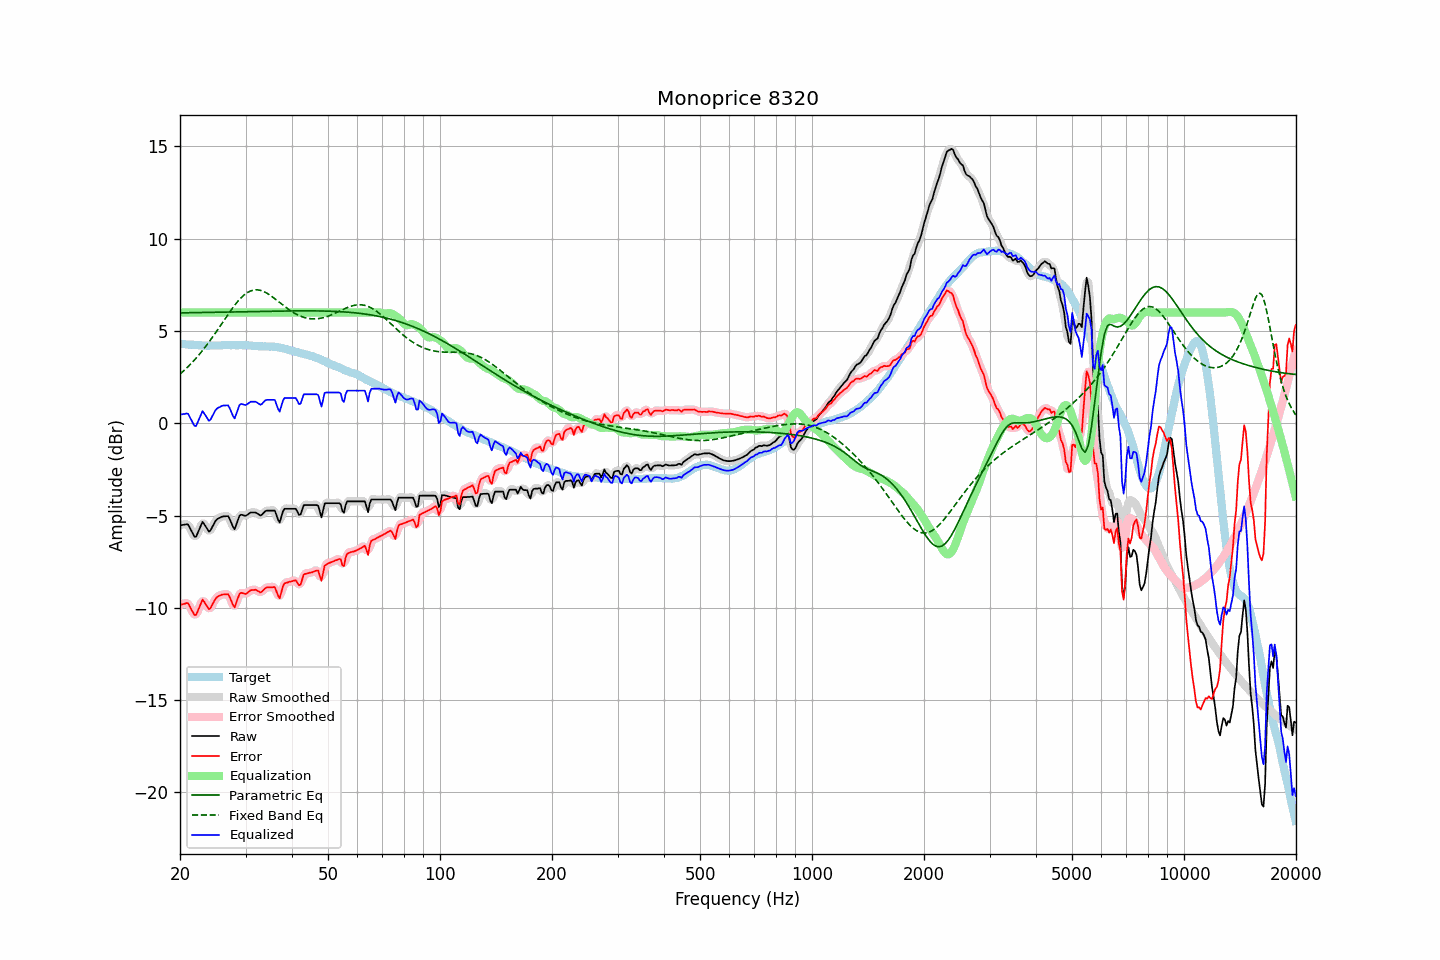 Monoprice 8320
15
10
5
0
−5
−10
−15
−20
Amplitude (dBr)
Target
Raw Smoothed
Error Smoothed
Raw
Error
Equalization
Parametric Eq
Fixed Band Eq
Equalized
20 50 100 200 500 1000 2000 5000 10000 20000
Frequency (Hz)